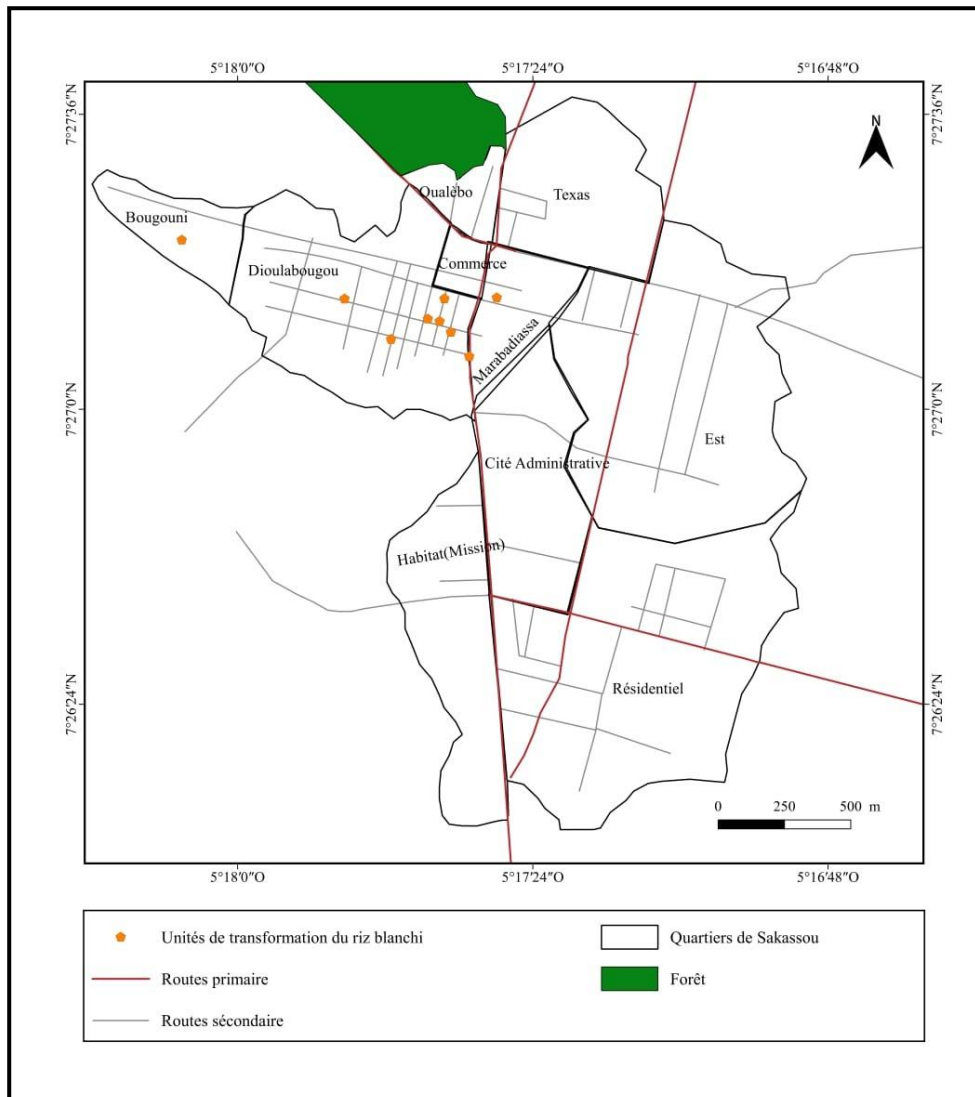 5°18'0"O
5°17'24"O
5°16'48"O
7°27'36"N
7°27'36"N
N
Oualèbo
Texas
Bougouni
Dioulabougou
Commerce
Marabadiassa
7°27'0"N
7°27'0"N
Est
Cité Administrative
Habitat(Mission)
Résidentiel
7°26'24"N
7°26'24"N
0 250 500 m
5°18'0"O
5°17'24"O
5°16'48"O
Unités de transformation du riz blanchi
Quartiers de Sakassou
Routes primaire
Forêt
Routes sécondaire